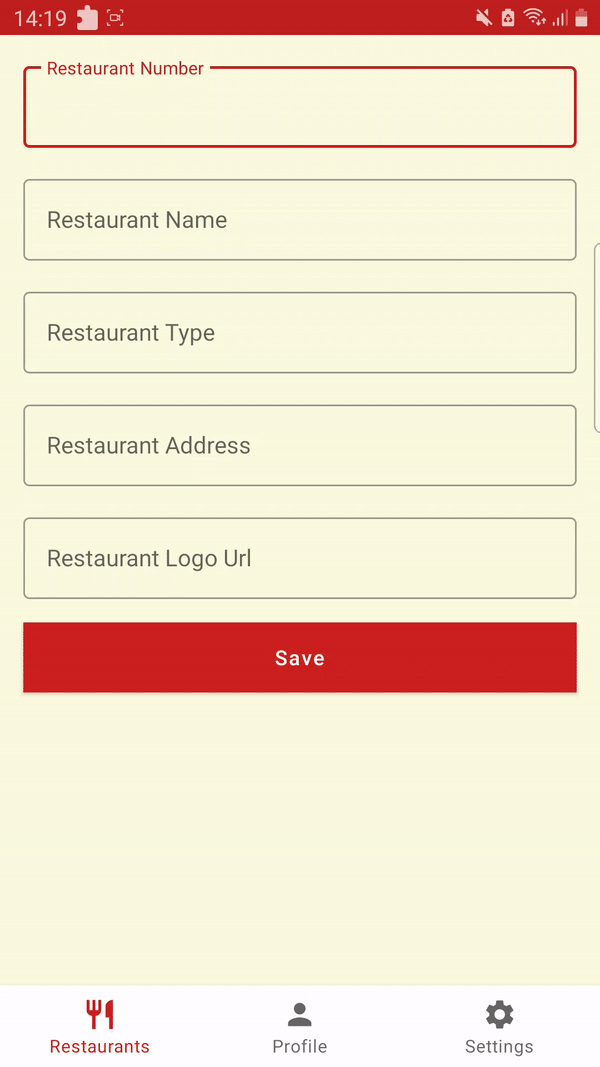 14:19
Restaurant Number
Restaurant Name
Restaurant Type
Restaurant Address
Restaurant Logo Url
Save
Restaurants
Profile
Settings